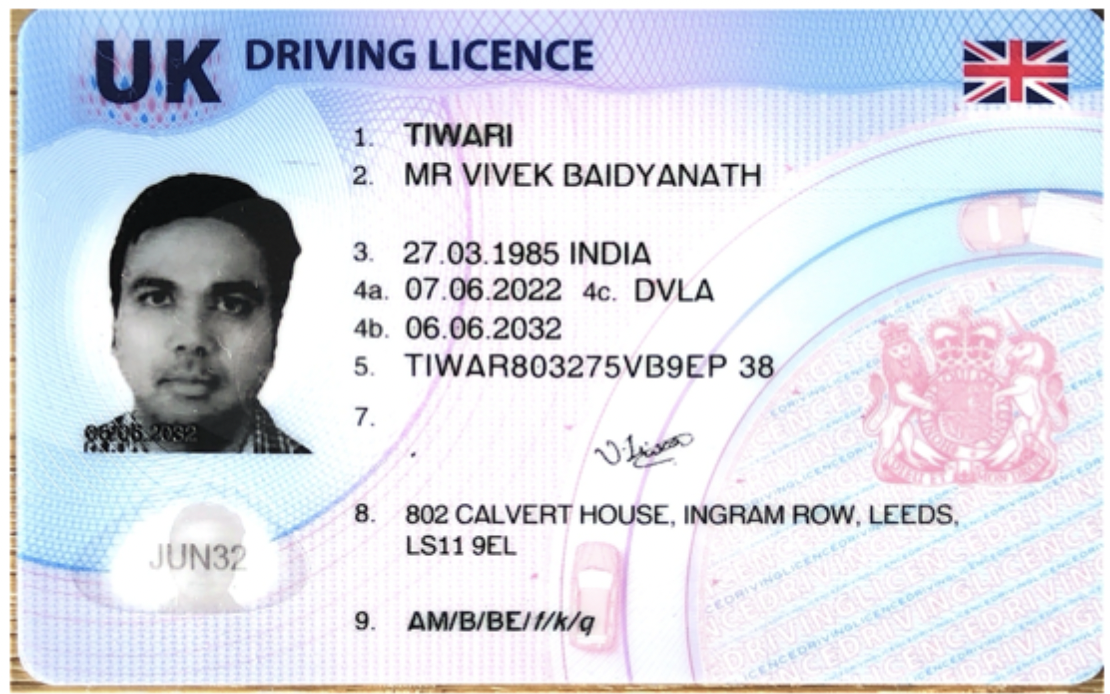 UK DRIVING LICENCE
1. TIWARI
2. MR VIVEK BAIDYANATH
3. 27.03.1985 INDIA
4a. 07.06.2022 4c. DVLA
4b. 06.06.2032
5. TIWAR803275VB9EP 38
7.
06.06.2032
8. 802 CALVERT HOUSE, INGRAM ROW, LEEDS,
LS11 9EL
JUN32
9. AM/B/BE/f/k/q